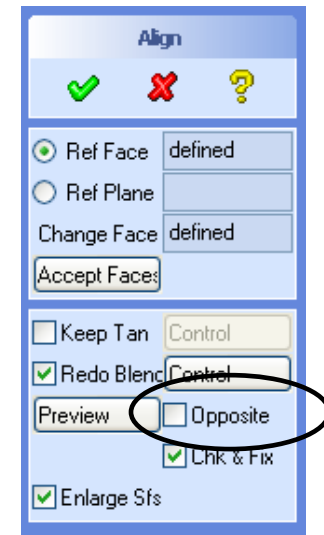 Align
Ref Face defined
Ref Plane
Change Face defined
Accept Faces
Keep Tan Control
Redo Blend Control
Preview Opposite
Chk & Fix
Enlarge Sfs